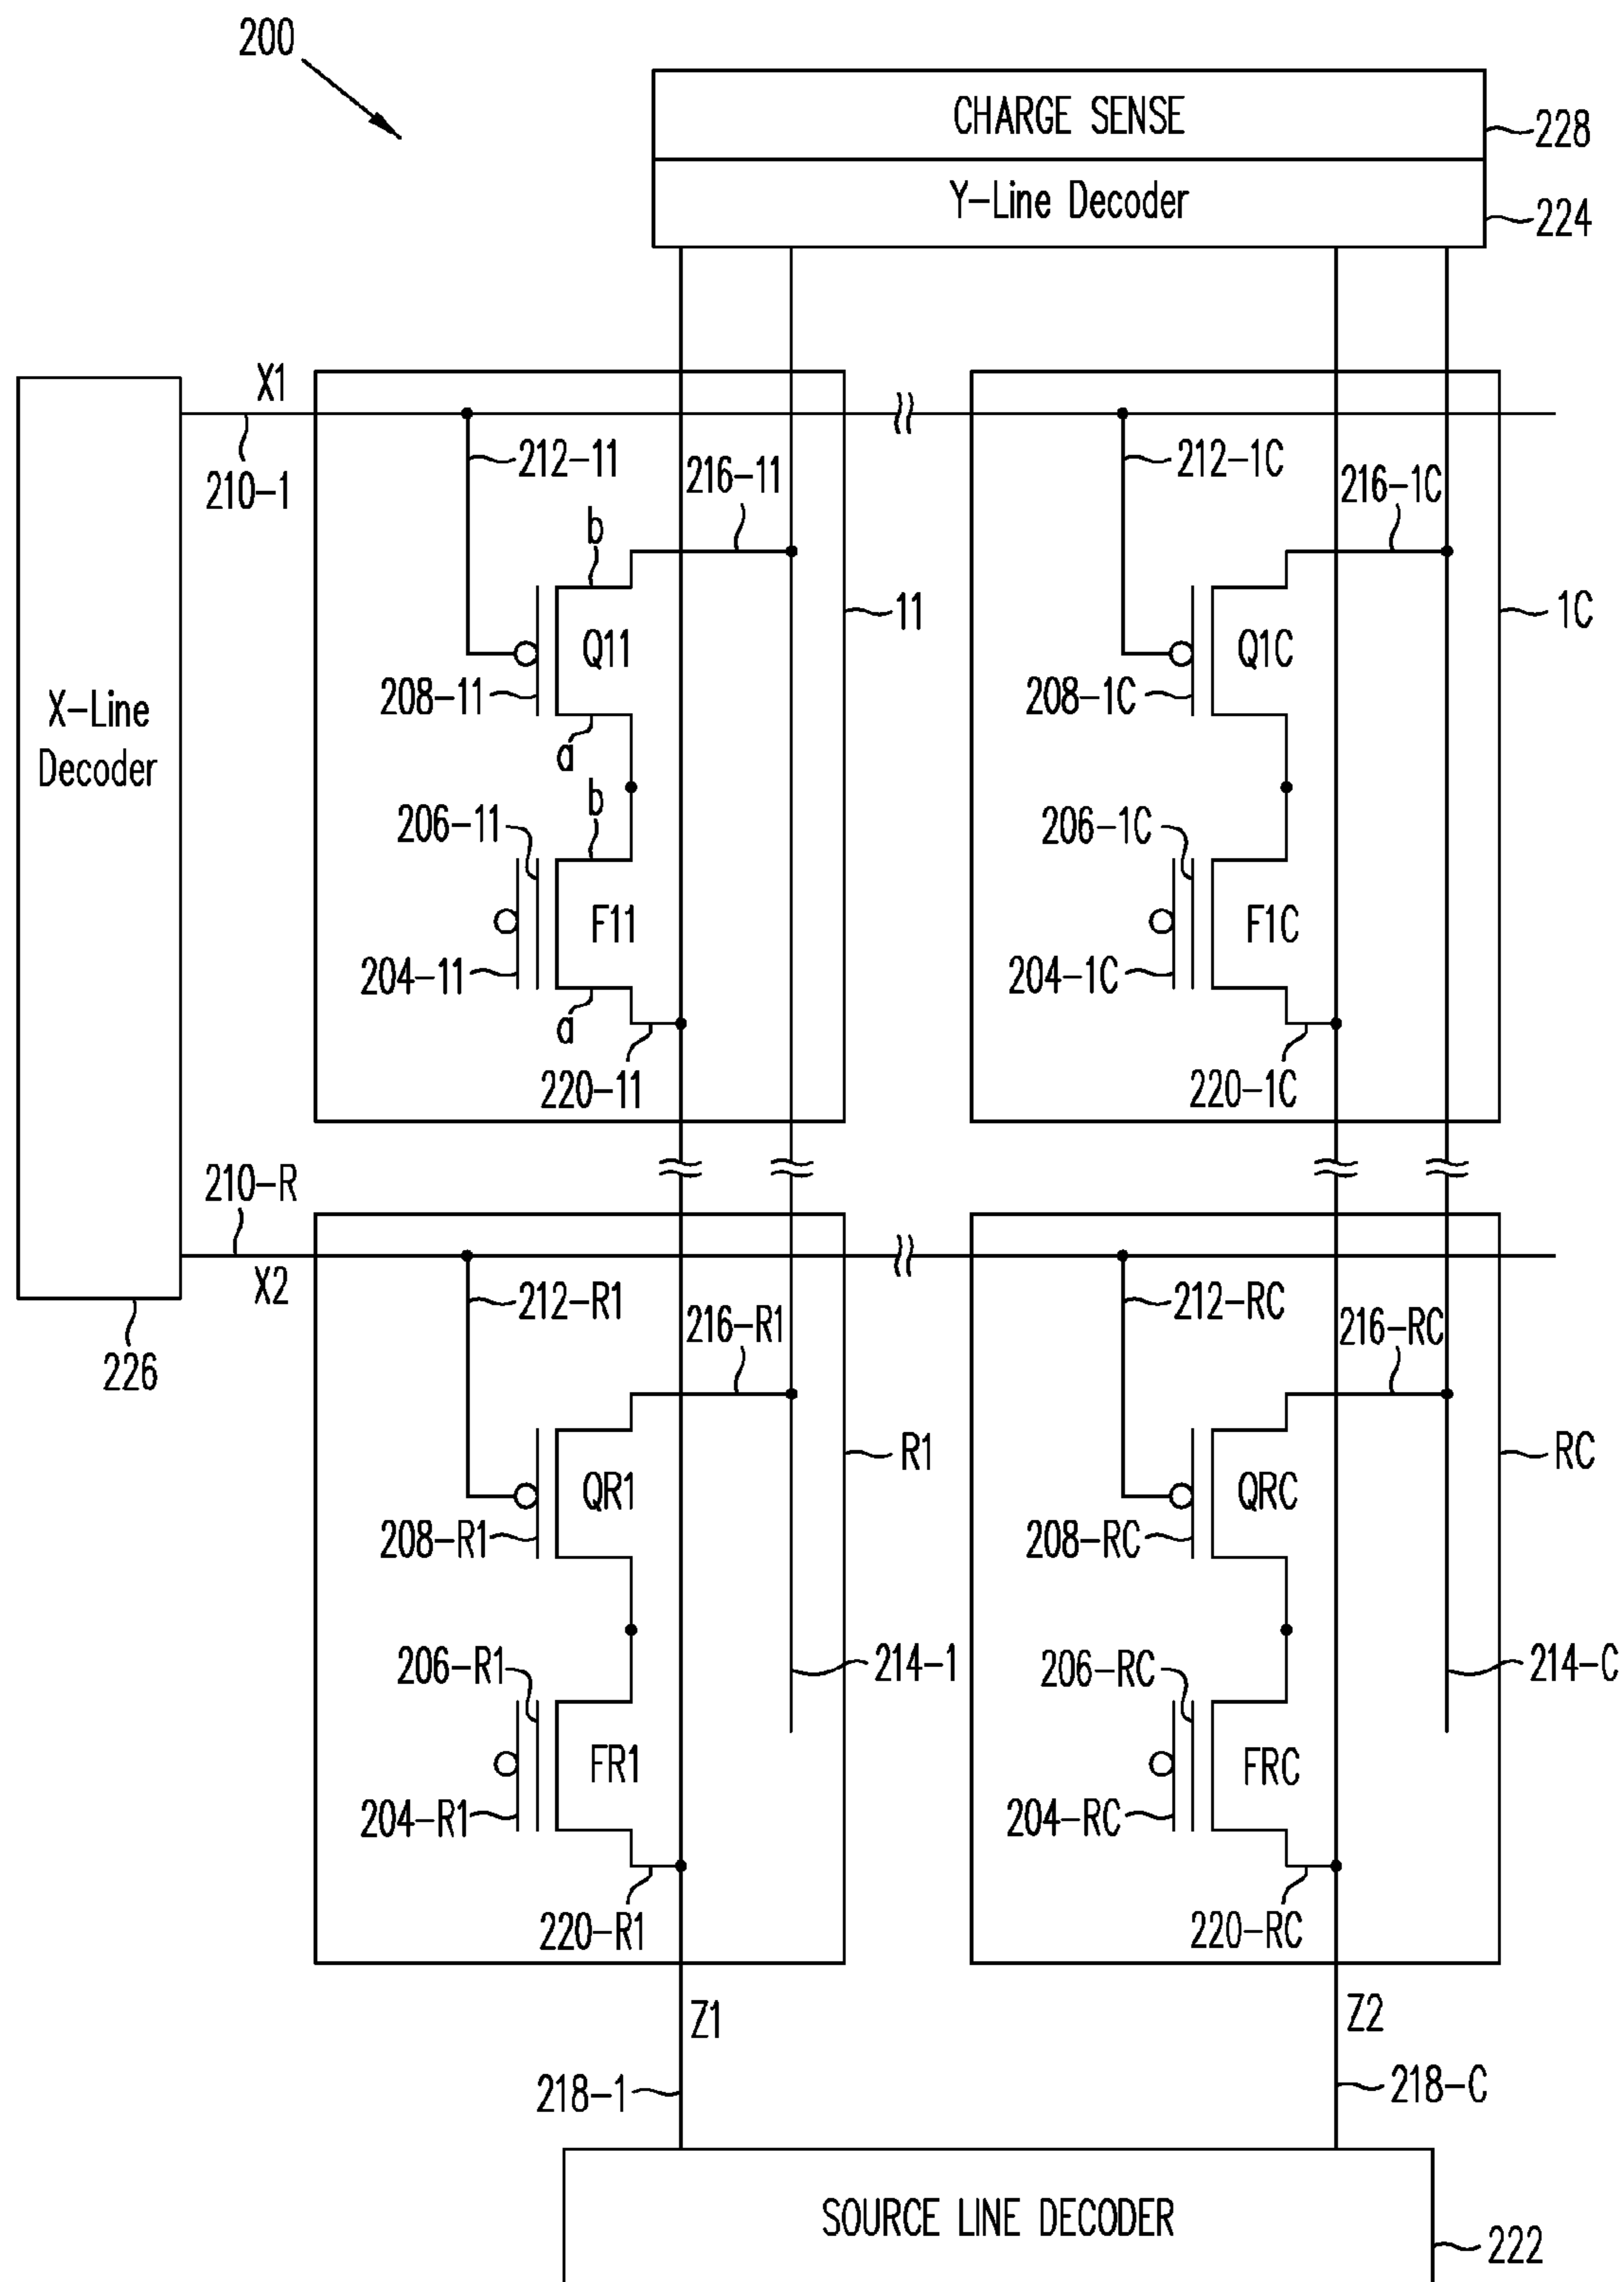 200
CHARGE SENSE
228
Y-Line Decoder
224
X1
210-1
212-11
216-11
212-1C
216-1C
b
Q11
11
Q1C
1C
208-11
208-1C
X-Line
Decoder
a
b
206-11
206-1C
F11
F1C
204-11
204-1C
a
220-11
220-1C
210-R
X2
212-R1
216-R1
212-RC
216-RC
226
QR1
R1
QRC
RC
208-R1
208-RC
206-R1
214-1
206-RC
214-C
FR1
FRC
204-R1
204-RC
220-R1
220-RC
Z1
Z2
218-1
218-C
SOURCE LINE DECODER
222